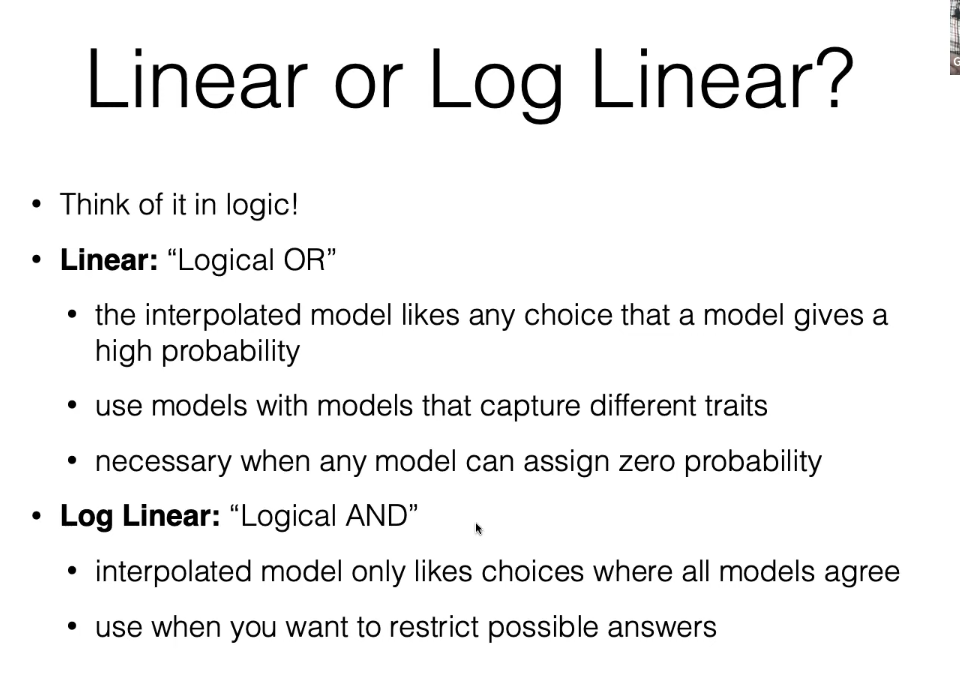 Linear or Log Linear?
• Think of it in logic!
• Linear: “Logical OR”
• the interpolated model likes any choice that a model gives a
high probability
• use models with models that capture different traits
• necessary when any model can assign zero probability
• Log Linear: “Logical AND”
• interpolated model only likes choices where all models agree
• use when you want to restrict possible answers